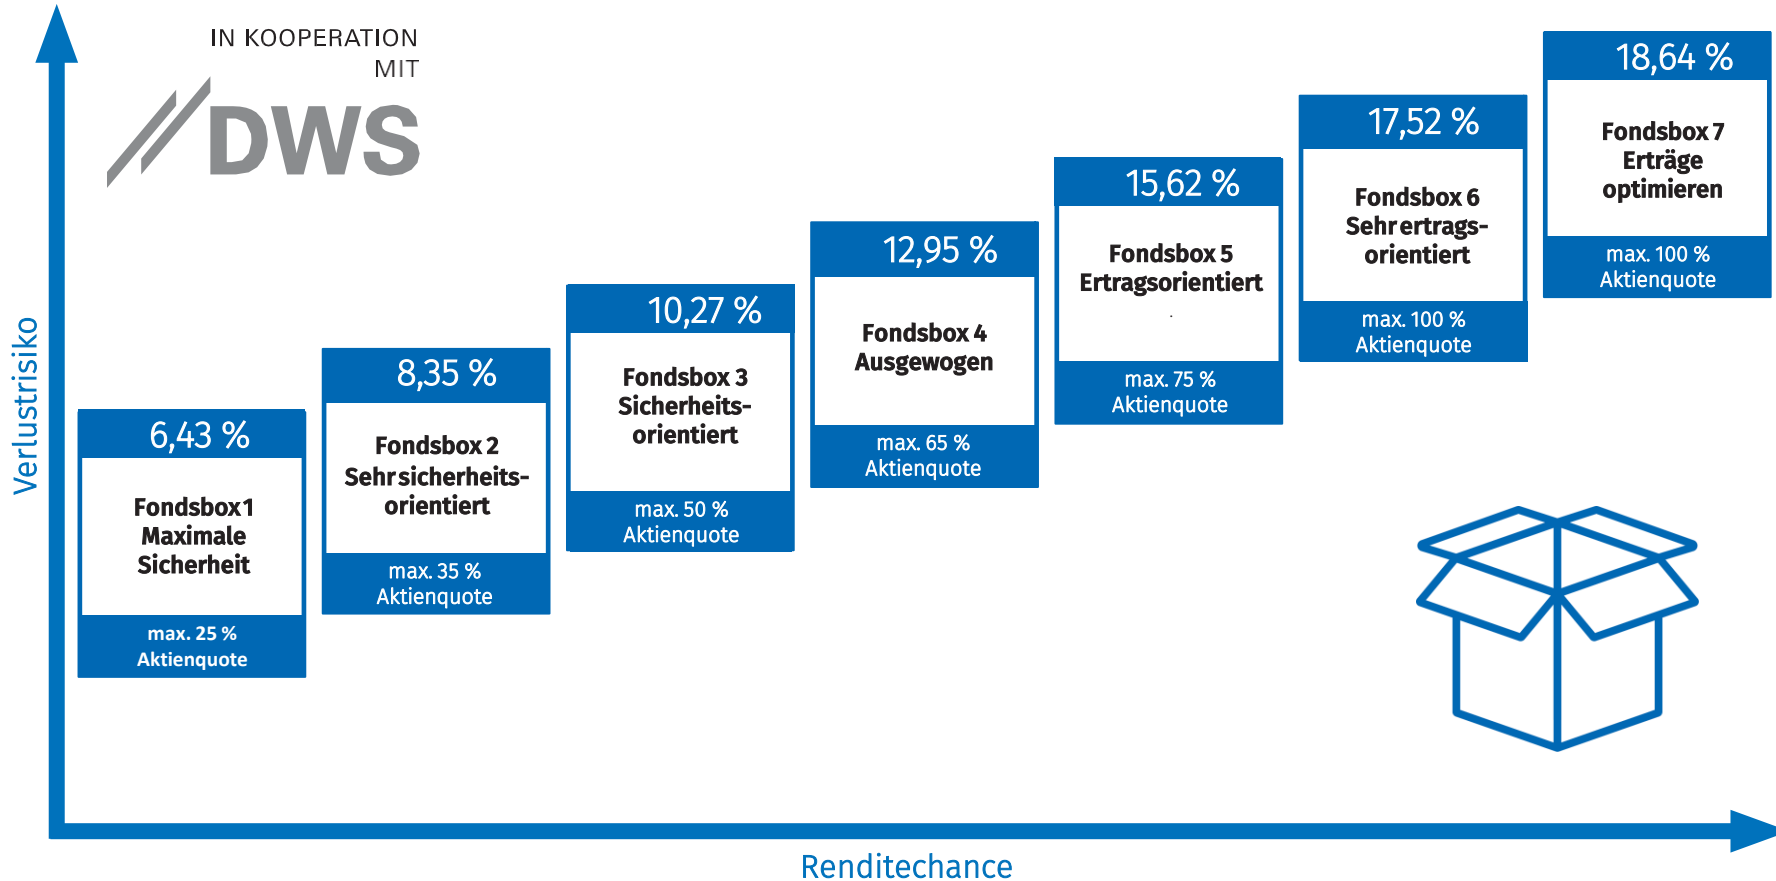 IN KOOPERATION
MIT
DWS
Verlustrisiko
6,43 %
Fondsbox 1
Maximale
Sicherheit
max. 25 %
Aktienquote
8,35 %
Fondsbox 2
Sehr sicherheits-
orientiert
max. 35 %
Aktienquote
10,27 %
Fondsbox 3
Sicherheits-
orientiert
max. 50 %
Aktienquote
12,95 %
Fondsbox 4
Ausgewogen
max. 65 %
Aktienquote
15,62 %
Fondsbox 5
Ertragsorientiert
max. 75 %
Aktienquote
17,52 %
Fondsbox 6
Sehr ertrags-
orientiert
max. 100 %
Aktienquote
18,64 %
Fondsbox 7
Erträge
optimieren
max. 100 %
Aktienquote
Renditechance